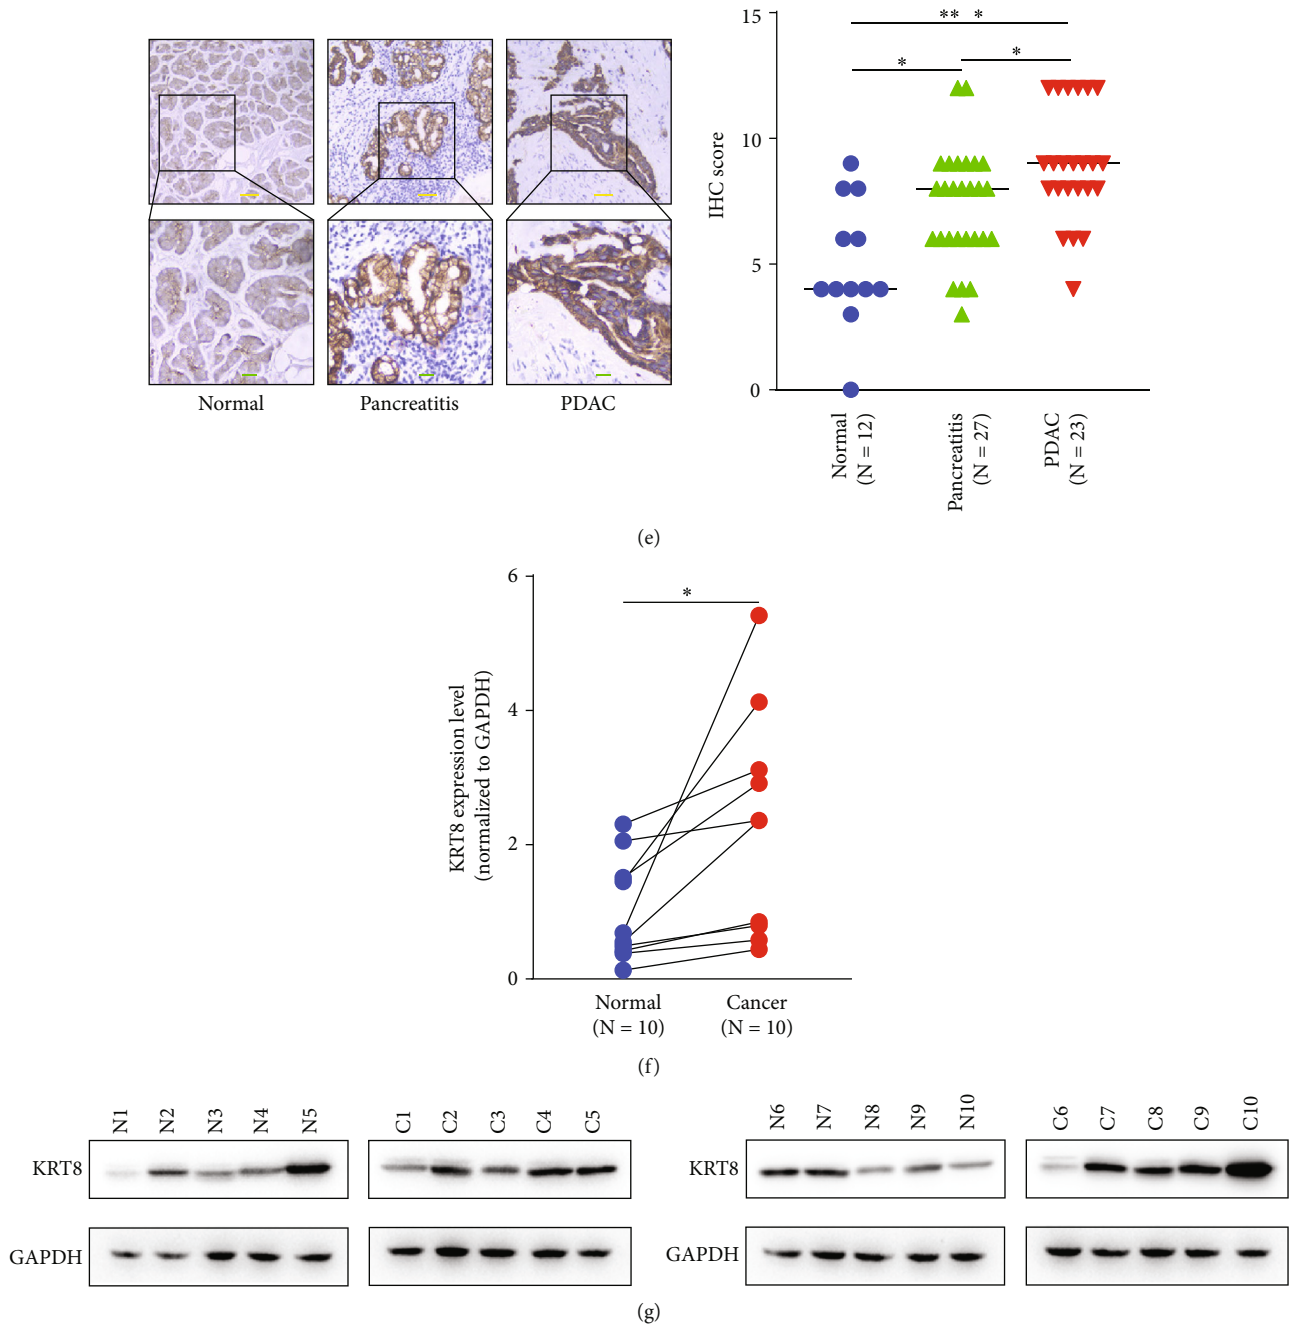 Normal
Pancreatitis
PDAC
IHC score
15
10
5
0
** *
*
*
Normal
(N = 12)
Pancreatitis
(N = 27)
PDAC
(N = 23)
(e)
KRT8 expression level
(normalized to GAPDH)
6
4
2
0
*
Normal
(N = 10)
Cancer
(N = 10)
(f)
N1 N2 N3 N4 N5 C1 C2 C3 C4 C5 N6 N7 N8 N9 N10 C6 C7 C8 C9 C10
KRT8 KRT8
GAPDH GAPDH
(g)